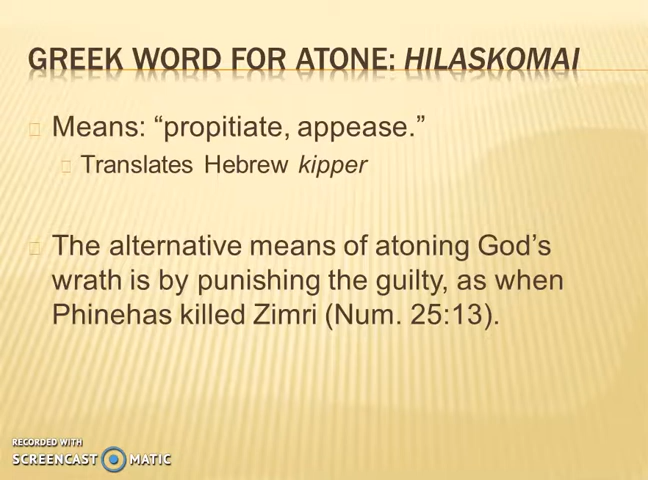 GREEK WORD FOR ATONE: HILASKOMAI
Means: “propitiate, appease.”
Translates Hebrew kipper
The alternative means of atoning God’s
wrath is by punishing the guilty, as when
Phinehas killed Zimri (Num. 25:13).
RECORDED WITH
SCREENCAST MATIC